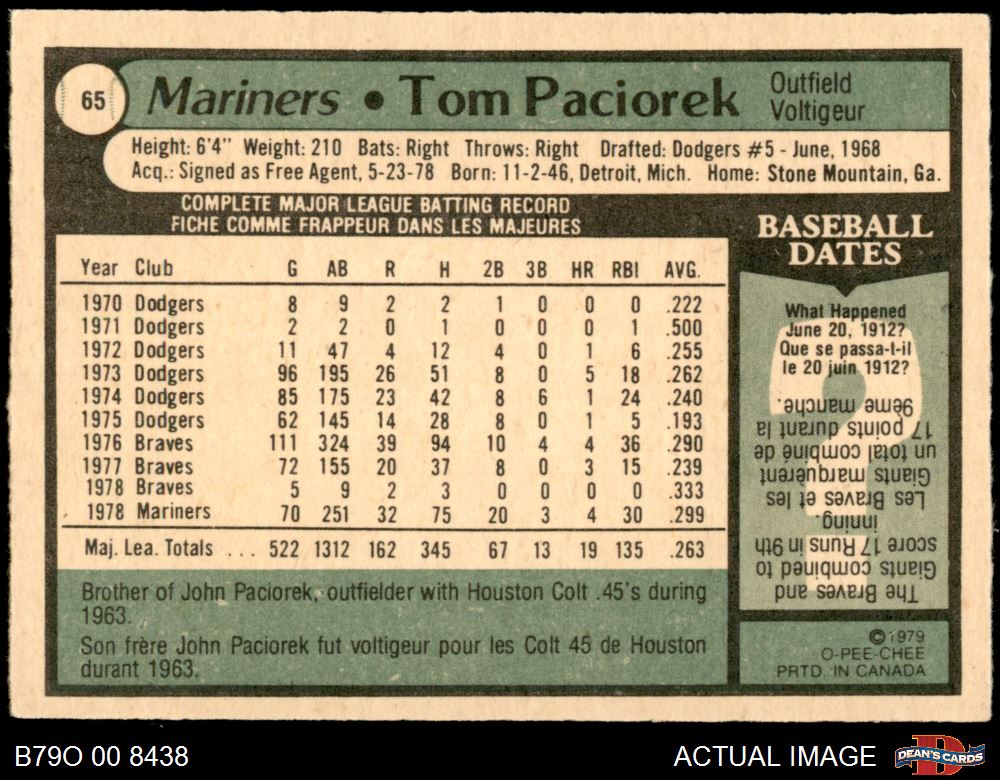 65
Mariners • Tom Paciorek
Outfield
Voltigeur
Height: 6'4" Weight: 210 Bats: Right Throws: Right Drafted: Dodgers #5 - June, 1968
Acq.: Signed as Free Agent, 5-23-78 Born: 11-2-46, Detroit, Mich. Home: Stone Mountain, Ga.
COMPLETE MAJOR LEAGUE BATTING RECORD
FICHE COMME FRAPPEUR DANS LES MAJEURES
Year Club G AB R H 2B 3B HR RBI AVG.
1970 Dodgers 8 9 2 2 1 0 0 0 .222
1971 Dodgers 2 2 0 1 0 0 0 1 .500
1972 Dodgers 11 47 4 12 4 0 1 6 .255
1973 Dodgers 96 195 26 51 8 0 5 18 .262
1974 Dodgers 85 175 23 42 8 6 1 24 .240
1975 Dodgers 62 145 14 28 8 0 1 5 .193
1976 Braves 111 324 39 94 10 4 4 36 .290
1977 Braves 72 155 20 37 8 0 3 15 .239
1978 Braves 5 9 2 3 0 0 0 0 .333
1978 Mariners 70 251 32 75 20 3 4 30 .299
Maj. Lea. Totals ... 522 1312 162 345 67 13 19 135 .263
Brother of John Paciorek, outfielder with Houston Colt .45's during
1963.
Son frère John Paciorek fut voltigeur pour les Colt 45 de Houston
durant 1963.
BASEBALL
DATES
What Happened
June 20, 1912?
Que se passa-t-il
le 20 juin 1912?
The Braves and
Giants combined to
score 17 Runs in 9th
inning.
Les Braves et les
Giants marquèrent
un total combiné de
17 points durant la
9ème manche.
©1979
O-PEE-CHEE
PRTD. IN CANADA
B79O 00 8438
ACTUAL IMAGE
DEAN'S CARDS